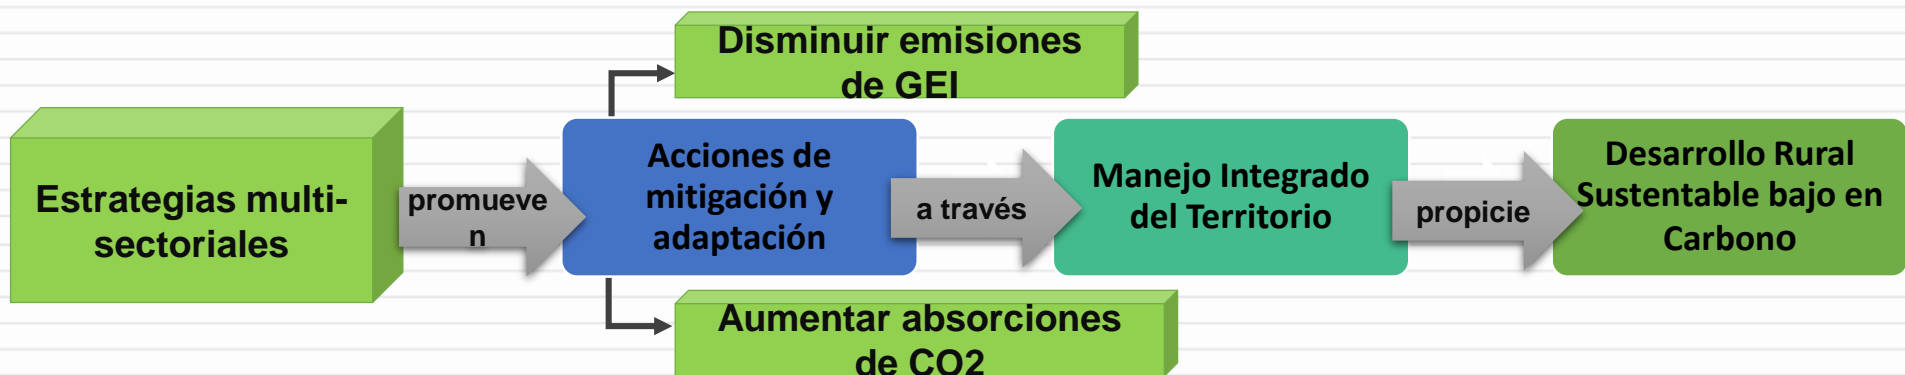 Disminuir emisiones
de GEI
Estrategias multi-
sectoriales
promueve
n
Acciones de
mitigación y
adaptación
a través
Manejo Integrado
del Territorio
propicie
Desarrollo Rural
Sustentable bajo en
Carbono
Aumentar absorciones
de CO2